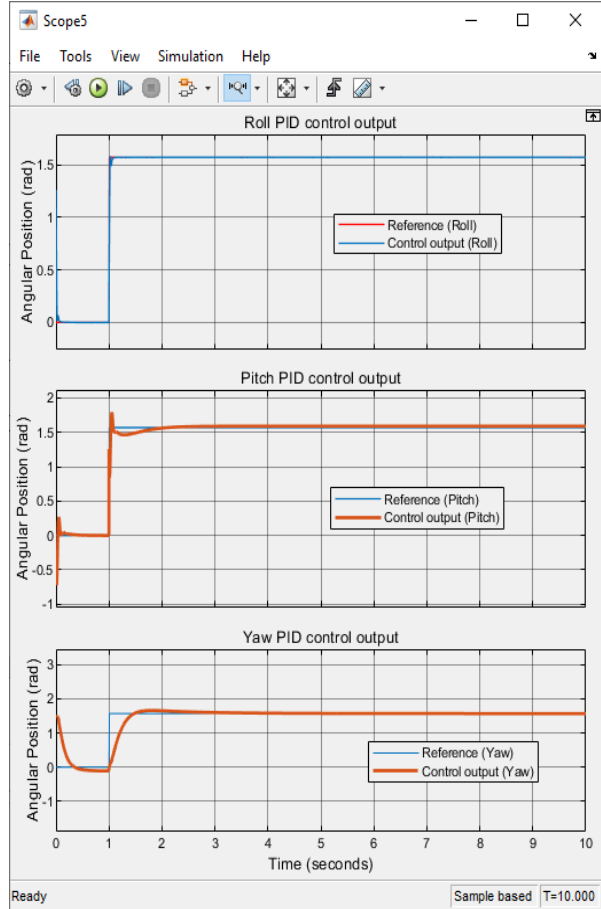 Scope5
File Tools View Simulation Help
Roll PID control output
Angular Position (rad)
1.5
1
0.5
0
Reference (Roll)
Control output (Roll)
Pitch PID control output
Angular Position (rad)
2
1.5
1
0.5
0
-0.5
-1
Reference (Pitch)
Control output (Pitch)
Yaw PID control output
Angular Position (rad)
3
2
1
0
-1
Reference (Yaw)
Control output (Yaw)
0 1 2 3 4 5 6 7 8 9 10
Time (seconds)
Ready Sample based T=10.000